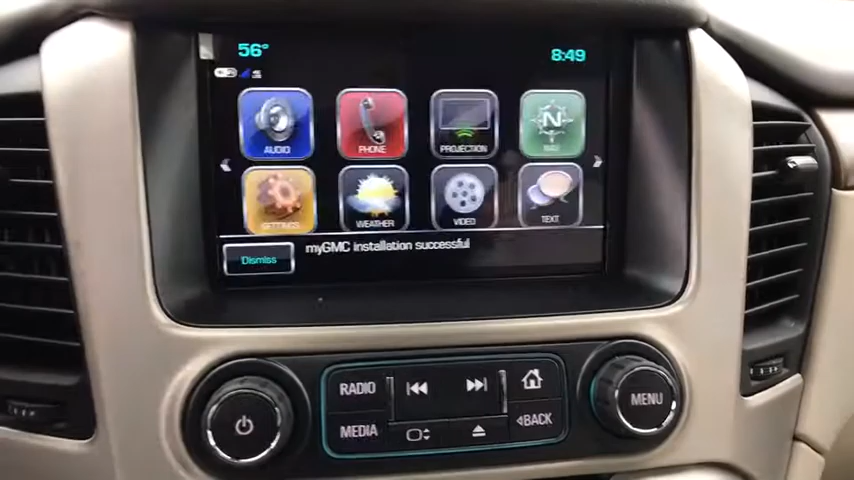 56°
8:49
AUDIO
PHONE
PROJECTION
N
NAV
SETTINGS
WEATHER
VIDEO
TEXT
myGMC installation successful
Dismiss
RADIO
MEDIA
BACK
MENU